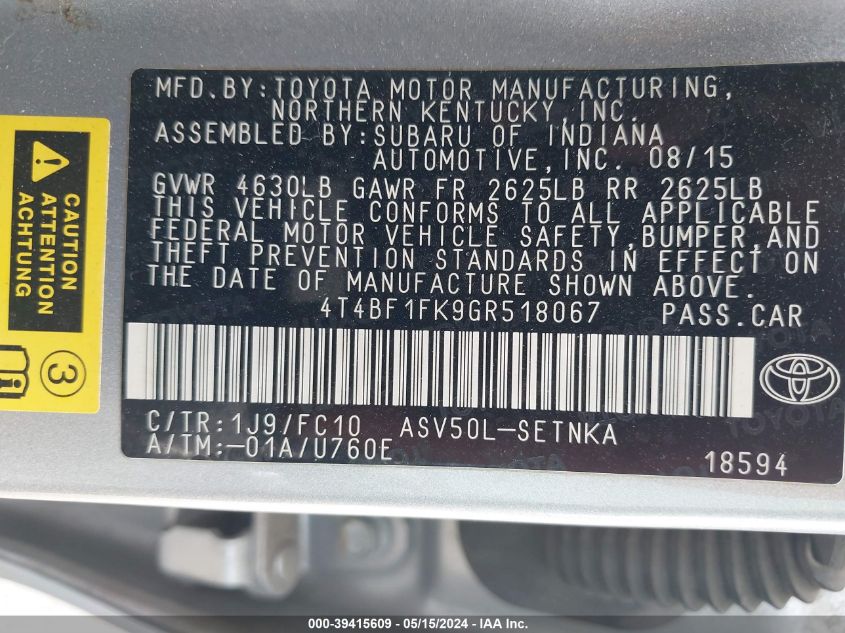 MFD.BY:TOYOTA MOTOR MANUFACTURING,
NORTHERN KENTUCKY,INC.
ASSEMBLED BY:SUBARU OF INDIANA
AUTOMOTIVE,INC. 08/15
GVWR 4630LB GAWR FR 2625LB RR 2625LB
THIS VEHICLE CONFORMS TO ALL APPLICABLE
FEDERAL MOTOR VEHICLE SAFETY,BUMPER,AND
THEFT PREVENTION STANDARDS IN EFFECT ON
THE DATE OF MANUFACTURE SHOWN ABOVE.
4T4BF1FK9GR518067 PASS.CAR
C/TR:1J9/FC10 ASV50L-SETNKA
A/TM:-01A/U760E
18594
TOYOTA
CAUTION
ATTENTION
ACHTUNG
3
000-39415609 - 05/15/2024 - IAA Inc.